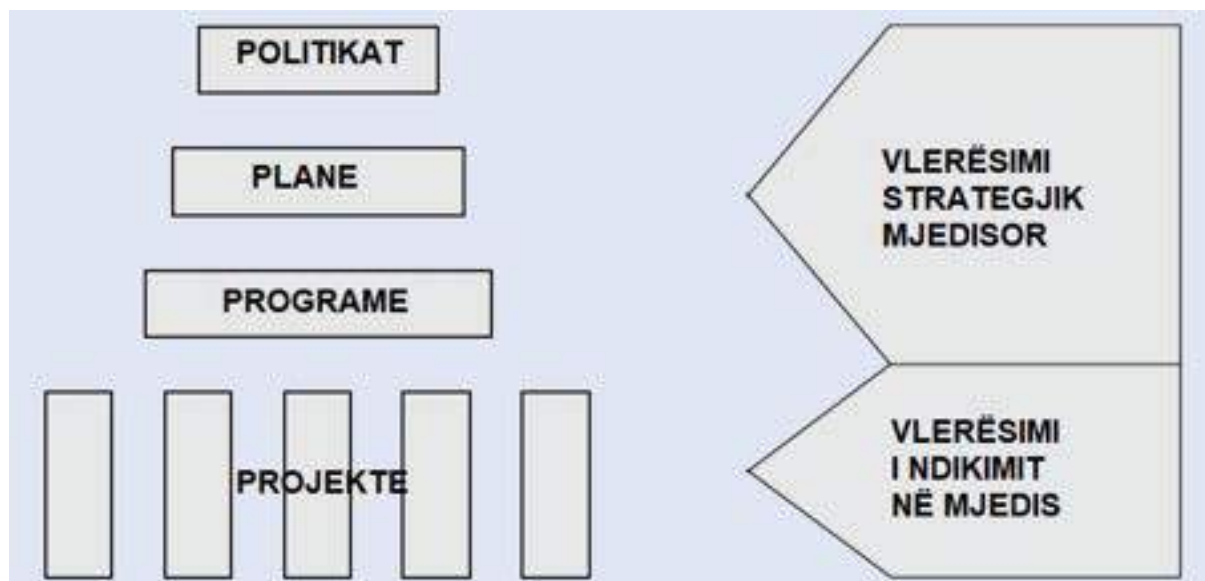 POLITIKAT
PLANE
PROGRAME
PROJEKTE
VLERËSIMI
STRATEGJIK
MJEDISOR
VLERËSIMI
I NDIKIMIT
NË MJEDIS